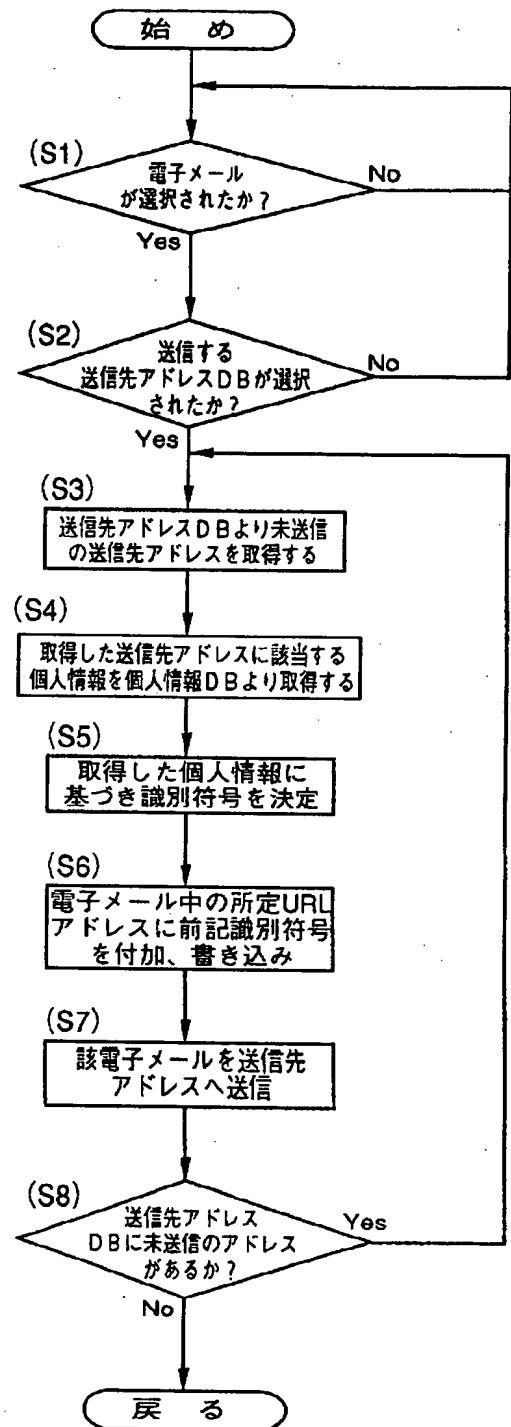 始 め
(S1)
電子メール
が選択されたか?
No
Yes
(S2)
送信する
送信先アドレスDBが選択
されたか?
No
Yes
(S3)
送信先アドレスDBより未送信
の送信先アドレスを取得する
(S4)
取得した送信先アドレスに該当する
個人情報を個人情報DBより取得する
(S5)
取得した個人情報に
基づき識別符号を決定
(S6)
電子メール中の所定URL
アドレスに前記識別符号
を付加、書き込み
(S7)
該電子メールを送信先
アドレスへ送信
(S8)
送信先アドレス
DBに未送信のアドレス
があるか?
Yes
No
戻 る